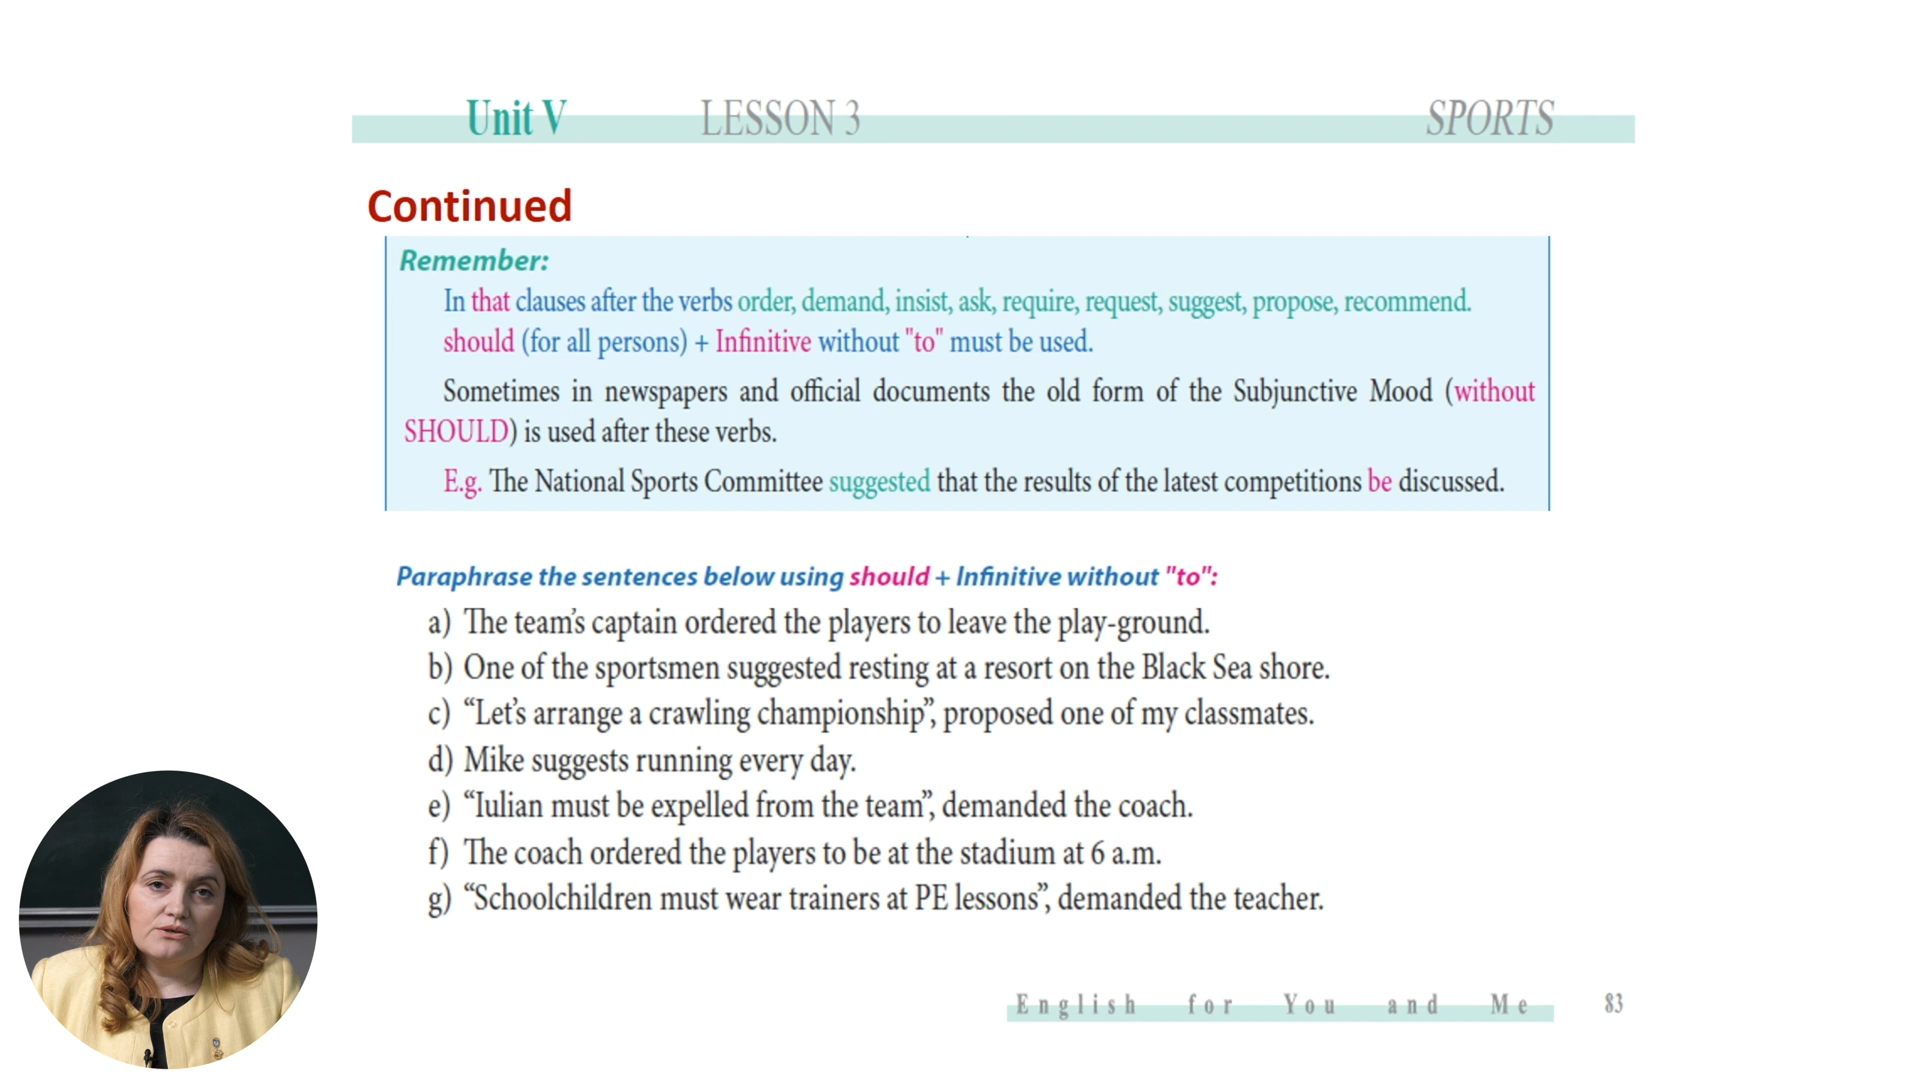 Unit V LESSON 3 SPORTS
Continued
Remember:
In that clauses after the verbs order, demand, insist, ask, require, request, suggest, propose, recommend.
should (for all persons) + Infinitive without "to" must be used.
Sometimes in newspapers and official documents the old form of the Subjunctive Mood (without
SHOULD) is used after these verbs.
E.g. The National Sports Committee suggested that the results of the latest competitions be discussed.
Paraphrase the sentences below using should + Infinitive without "to":
a) The team's captain ordered the players to leave the play-ground.
b) One of the sportsmen suggested resting at a resort on the Black Sea shore.
c) “Let's arrange a crawling championship”, proposed one of my classmates.
d) Mike suggests running every day.
e) “Iulian must be expelled from the team”, demanded the coach.
f) The coach ordered the players to be at the stadium at 6 a.m.
g) “Schoolchildren must wear trainers at PE lessons”, demanded the teacher.
English for You and Me 83